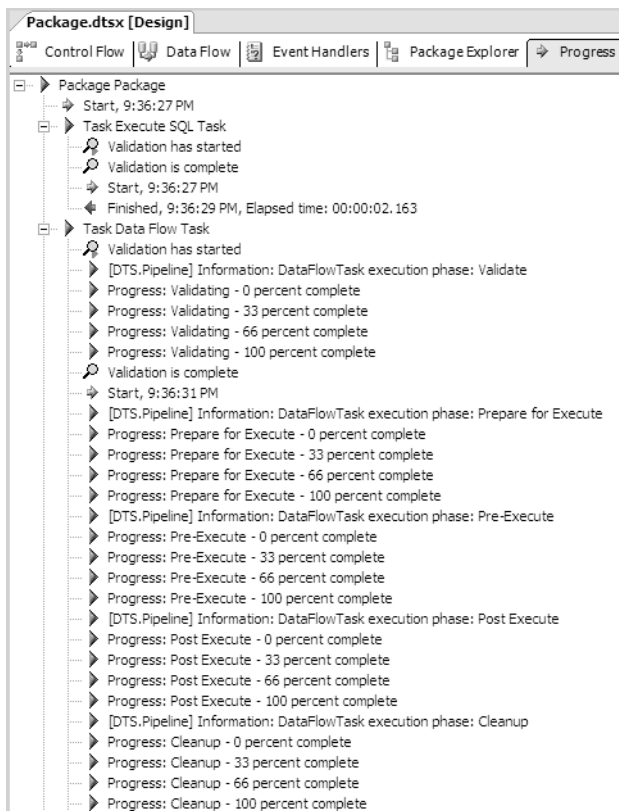 Package.dtsx [Design]
Control Flow Data Flow Event Handlers Package Explorer Progress
Package Package
Start, 9:36:27 PM
Task Execute SQL Task
Validation has started
Validation is complete
Start, 9:36:27 PM
Finished, 9:36:29 PM, Elapsed time: 00:00:02.163
Task Data Flow Task
Validation has started
[DTS.Pipeline] Information: DataFlowTask execution phase: Validate
Progress: Validating - 0 percent complete
Progress: Validating - 33 percent complete
Progress: Validating - 66 percent complete
Progress: Validating - 100 percent complete
Validation is complete
Start, 9:36:31 PM
[DTS.Pipeline] Information: DataFlowTask execution phase: Prepare for Execute
Progress: Prepare for Execute - 0 percent complete
Progress: Prepare for Execute - 33 percent complete
Progress: Prepare for Execute - 66 percent complete
Progress: Prepare for Execute - 100 percent complete
[DTS.Pipeline] Information: DataFlowTask execution phase: Pre-Execute
Progress: Pre-Execute - 0 percent complete
Progress: Pre-Execute - 33 percent complete
Progress: Pre-Execute - 66 percent complete
Progress: Pre-Execute - 100 percent complete
[DTS.Pipeline] Information: DataFlowTask execution phase: Post Execute
Progress: Post Execute - 0 percent complete
Progress: Post Execute - 33 percent complete
Progress: Post Execute - 66 percent complete
Progress: Post Execute - 100 percent complete
[DTS.Pipeline] Information: DataFlowTask execution phase: Cleanup
Progress: Cleanup - 0 percent complete
Progress: Cleanup - 33 percent complete
Progress: Cleanup - 66 percent complete
Progress: Cleanup - 100 percent complete